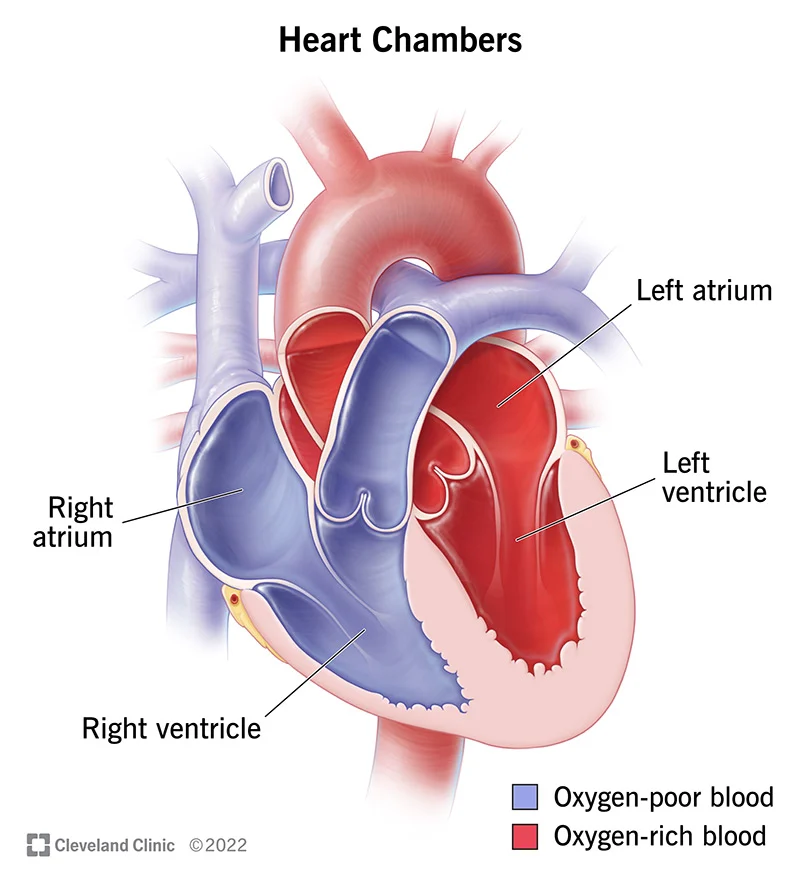 Heart Chambers
Left atrium
Left
ventricle
Right
atrium
Right ventricle
Oxygen-poor blood
Oxygen-rich blood
Cleveland Clinic ©2022